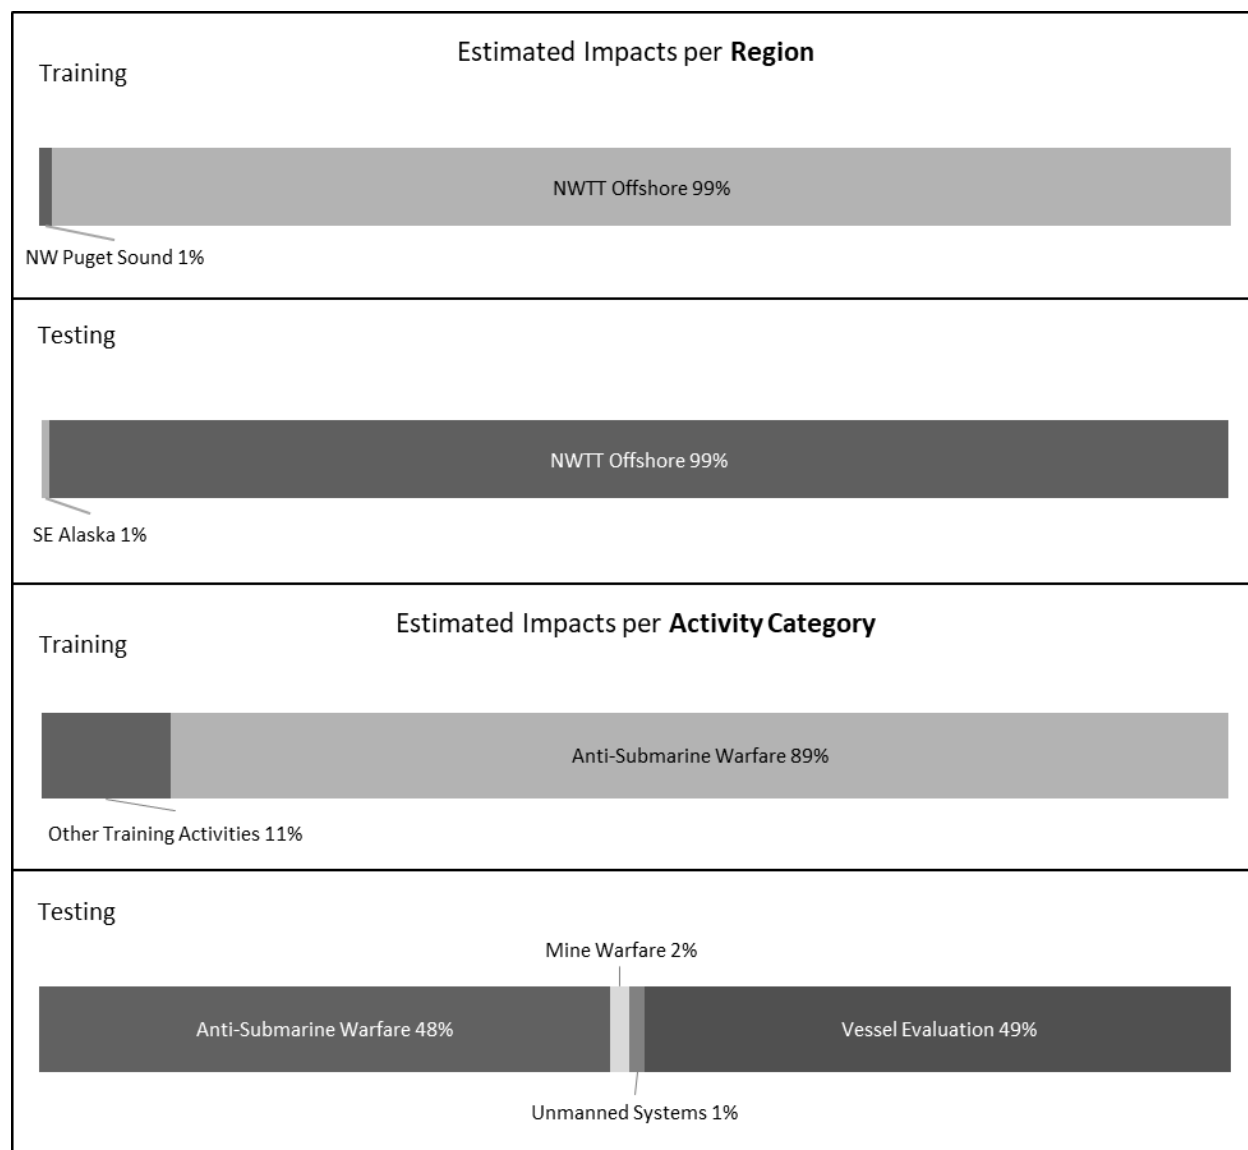 Estimated Impacts per Region
Training
NWTT Offshore 99%
NW Puget Sound 1%
Testing
NWTT Offshore 99%
SE Alaska 1%
Estimated Impacts per Activity Category
Training
Anti-Submarine Warfare 89%
Other Training Activities 11%
Testing
Mine Warfare 2%
Anti-Submarine Warfare 48%
Vessel Evaluation 49%
Unmanned Systems 1%